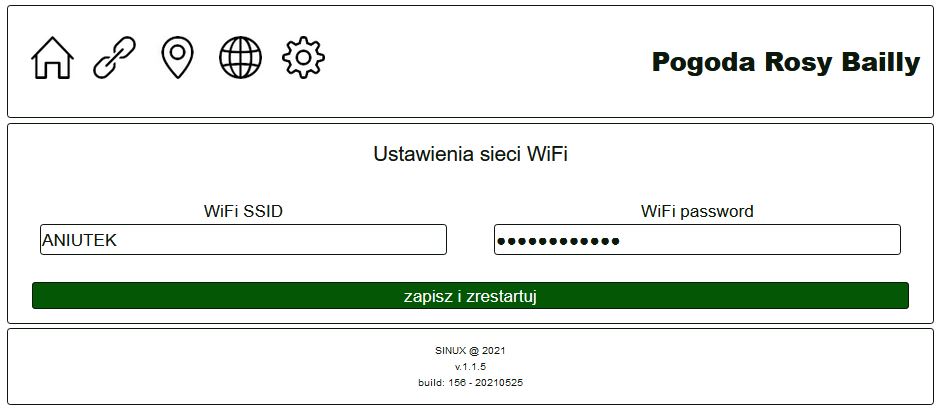 Pogoda Rosy Bailly
Ustawienia sieci WiFi
WiFi SSID
WiFi password
ANIUTEK
●●●●●●●●●●●●
zapisz i zrestartuj
SINUX @ 2021
v.1.1.5
build: 156 - 20210525